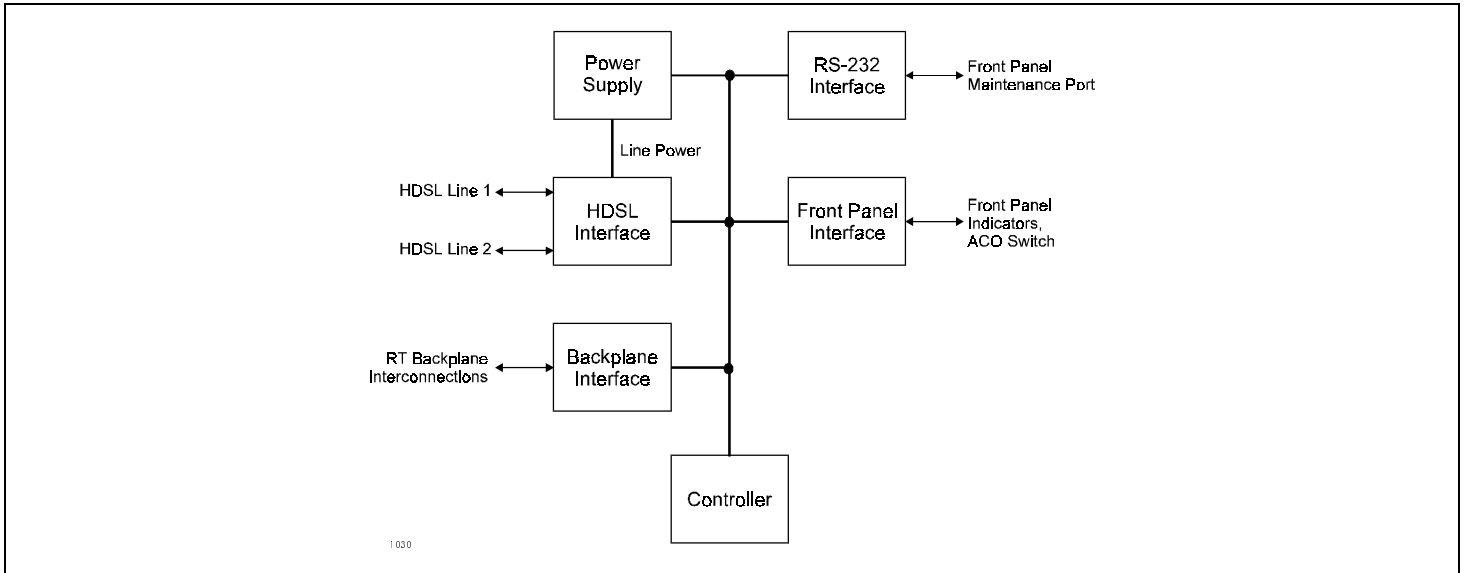 Power
Supply
RS-232
Interface
Front Panel
Maintenance Port
Line Power
HDSL Line 1
HDSL Line 2
HDSL
Interface
Front Panel
Interface
Front Panel
Indicators,
ACO Switch
RT Backplane
Interconnections
Backplane
Interface
Controller
1030